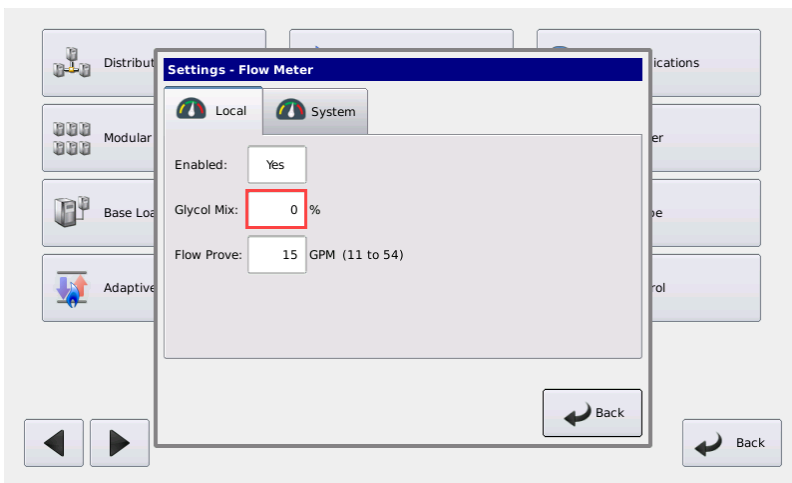 Distribut
ications
Modular
er
Base Loa
pe
Adaptive
rol
Settings - Flow Meter
Local
System
Enabled: Yes
Glycol Mix: 0 %
Flow Prove: 15 GPM (11 to 54)
Back
Back